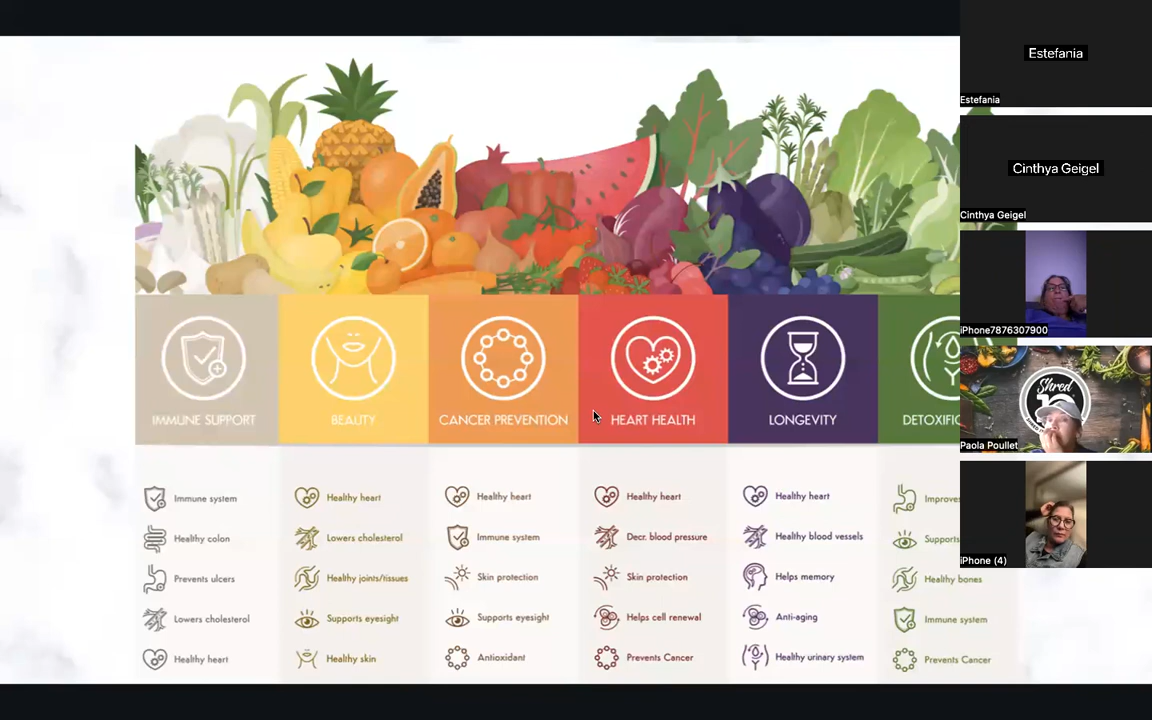 Estefania
Estefania
Cinthya Geigel
Cinthya Geigel
iPhone7876307900
Shred
Paola Poullet
iPhone (4)
IMMUNE SUPPORT
BEAUTY
CANCER PREVENTION
HEART HEALTH
LONGEVITY
DETOXIFIC
Immune system
Healthy colon
Prevents ulcers
Lowers cholesterol
Healthy heart
Healthy heart
Lowers cholesterol
Healthy joints/tissues
Supports eyesight
Healthy skin
Healthy heart
Immune system
Skin protection
Supports eyesight
Antioxidant
Healthy heart
Decr. blood pressure
Skin protection
Helps cell renewal
Prevents Cancer
Healthy heart
Healthy blood vessels
Helps memory
Anti-aging
Healthy urinary system
Improves
Supports
Healthy bones
Immune system
Prevents Cancer